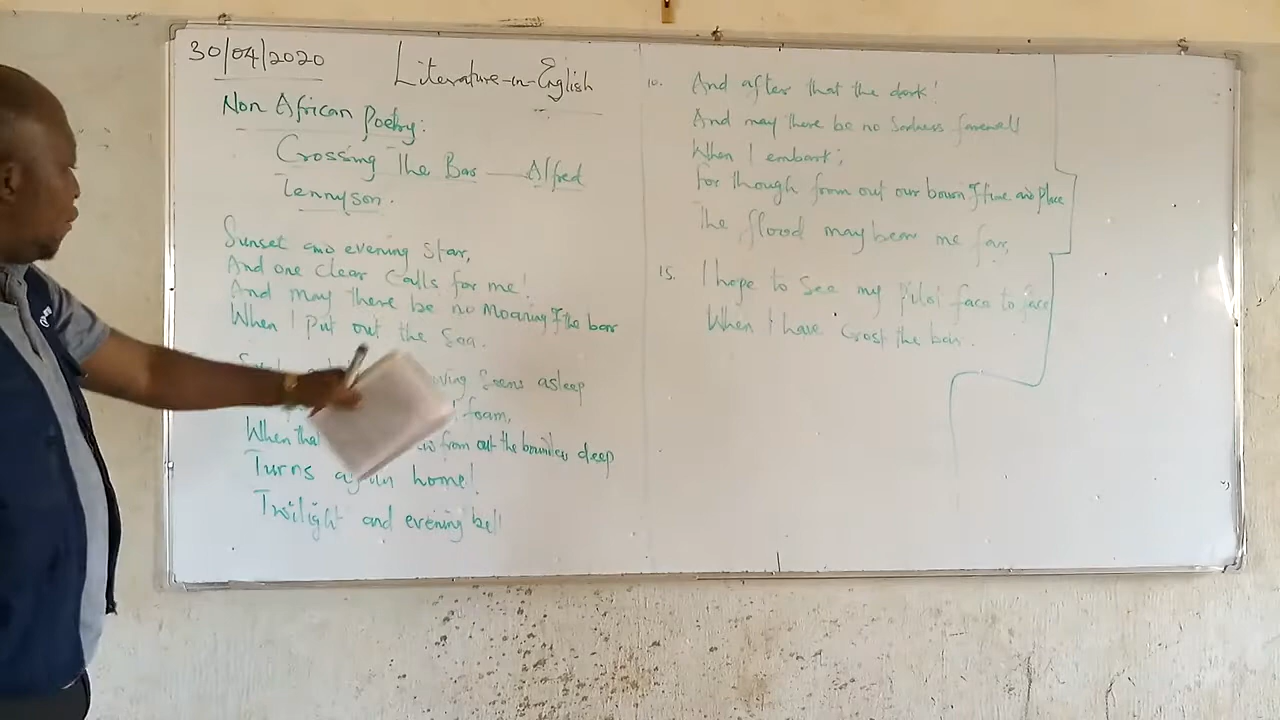 30/04/2020
Literature-in-English
Non African Poetry:
Crossing The Bar — Alfred
Tennyson.
Sunset and evening star,
And one clear calls for me!
And may there be no moaning of the bar
When I put out the Sea.
seems asleep
foam,
When that from out the boundless deep
Turns again home!
Twilight and evening bell
10. And after that the dark!
And may there be no Sadness farewell
When I embark;
For though from out our bourn of time and Place
The flood may bear me far,
15. I hope to see my Pilot face to face
When I have Crost the bar.